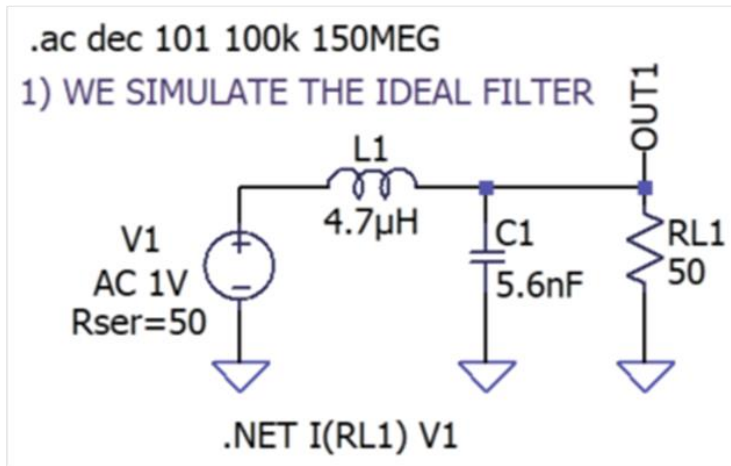 .ac dec 101 100k 150MEG
1) WE SIMULATE THE IDEAL FILTER
OUT1
L1
4.7µH
V1
AC 1V
Rser=50
C1
5.6nF
RL1
50
.NET I(RL1) V1